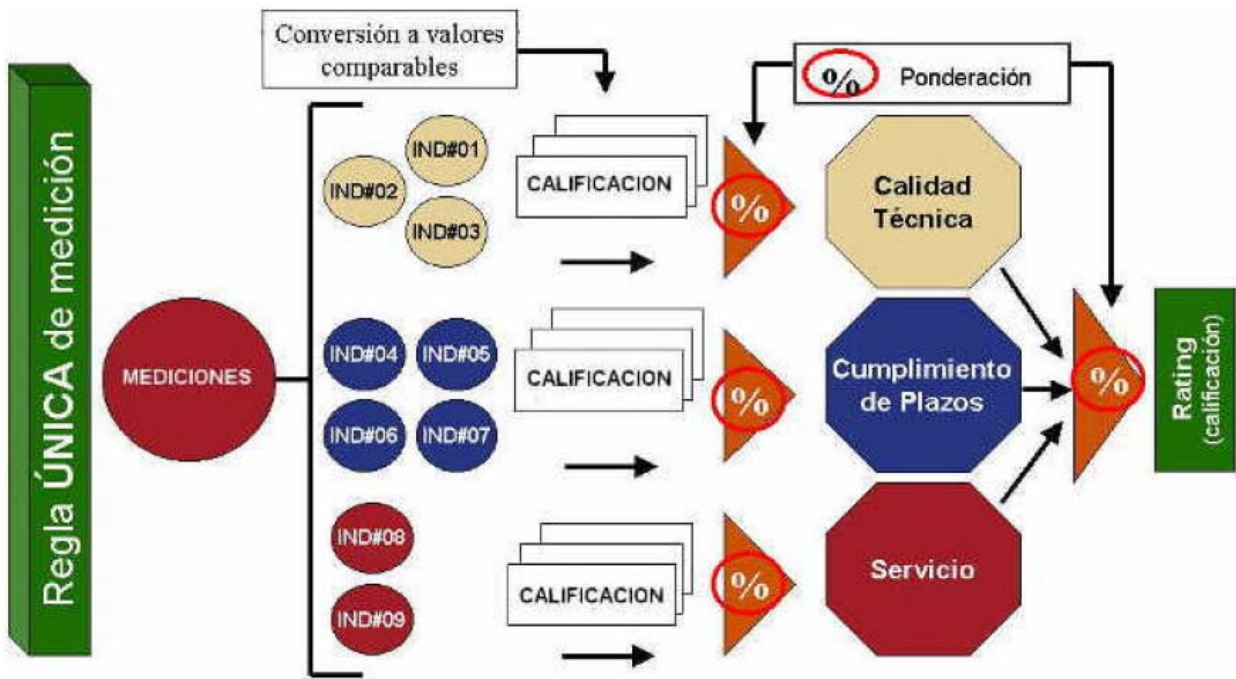 Regla ÚNICA de medición
MEDICIONES
Conversión a valores
comparables
% Ponderación
IND#01
IND#02
IND#03
CALIFICACION
%
Calidad
Técnica
IND#04 IND#05
IND#06 IND#07
CALIFICACION
%
Cumplimiento
de Plazos
IND#08
IND#09
CALIFICACION
%
Servicio
%
Rating
(calificación)